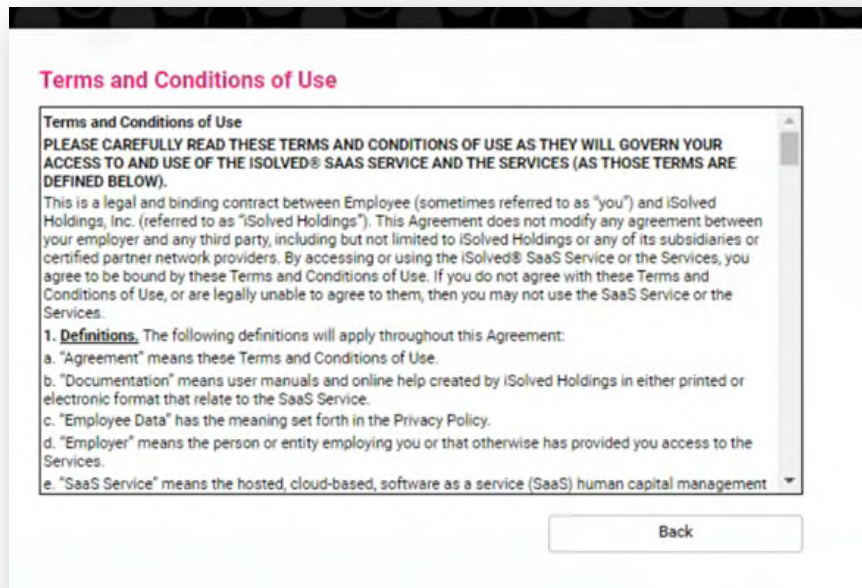 Terms and Conditions of Use
Terms and Conditions of Use
PLEASE CAREFULLY READ THESE TERMS AND CONDITIONS OF USE AS THEY WILL GOVERN YOUR
ACCESS TO AND USE OF THE ISOLVED® SAAS SERVICE AND THE SERVICES (AS THOSE TERMS ARE
DEFINED BELOW).
This is a legal and binding contract between Employee (sometimes referred to as "you") and iSolved
Holdings, Inc. (referred to as "iSolved Holdings"). This Agreement does not modify any agreement between
your employer and any third party, including but not limited to iSolved Holdings or any of its subsidiaries or
certified partner network providers. By accessing or using the iSolved® SaaS Service or the Services, you
agree to be bound by these Terms and Conditions of Use. If you do not agree with these Terms and
Conditions of Use, or are legally unable to agree to them, then you may not use the SaaS Service or the
Services.
1. Definitions. The following definitions will apply throughout this Agreement:
a. "Agreement" means these Terms and Conditions of Use.
b. "Documentation" means user manuals and online help created by iSolved Holdings in either printed or
electronic format that relate to the SaaS Service.
c. "Employee Data" has the meaning set forth in the Privacy Policy.
d. "Employer" means the person or entity employing you or that otherwise has provided you access to the
Services.
e. "SaaS Service" means the hosted, cloud-based, software as a service (SaaS) human capital management
Back